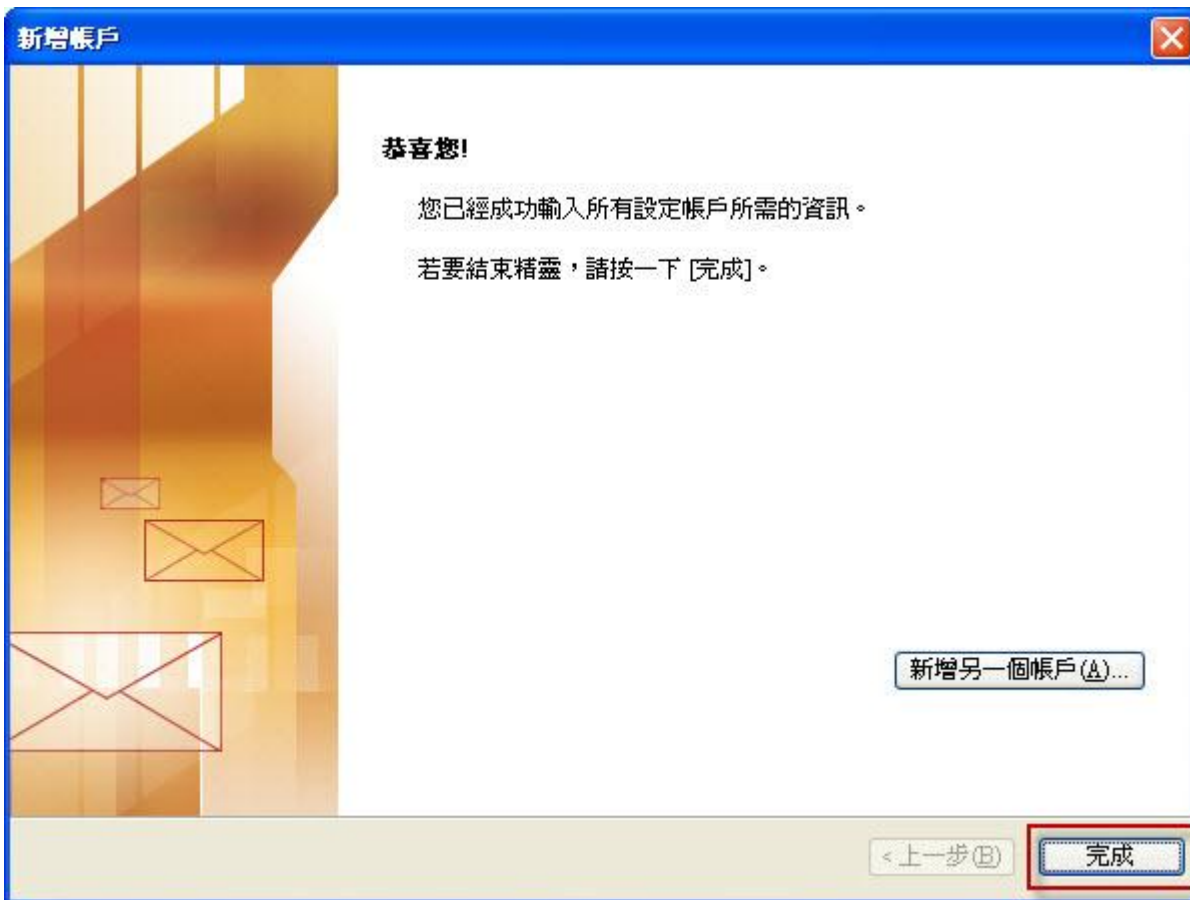 新增帳戶
恭喜您!
您已經成功輸入所有設定帳戶所需的資訊。
若要結束精靈，請按一下 [完成]。
新增另一個帳戶(A)...
<上一步(B)
完成